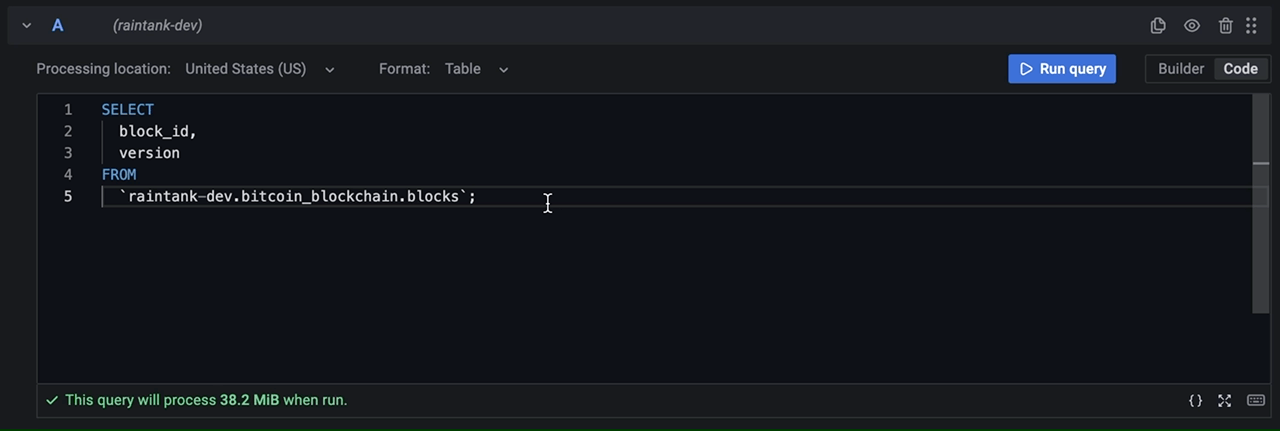 A (raintank-dev)
Processing location: United States (US) Format: Table Run query Builder Code
1 SELECT
2 block_id,
3 version
4 FROM
5 `raintank-dev.bitcoin_blockchain.blocks`;
This query will process 38.2 MiB when run. {}